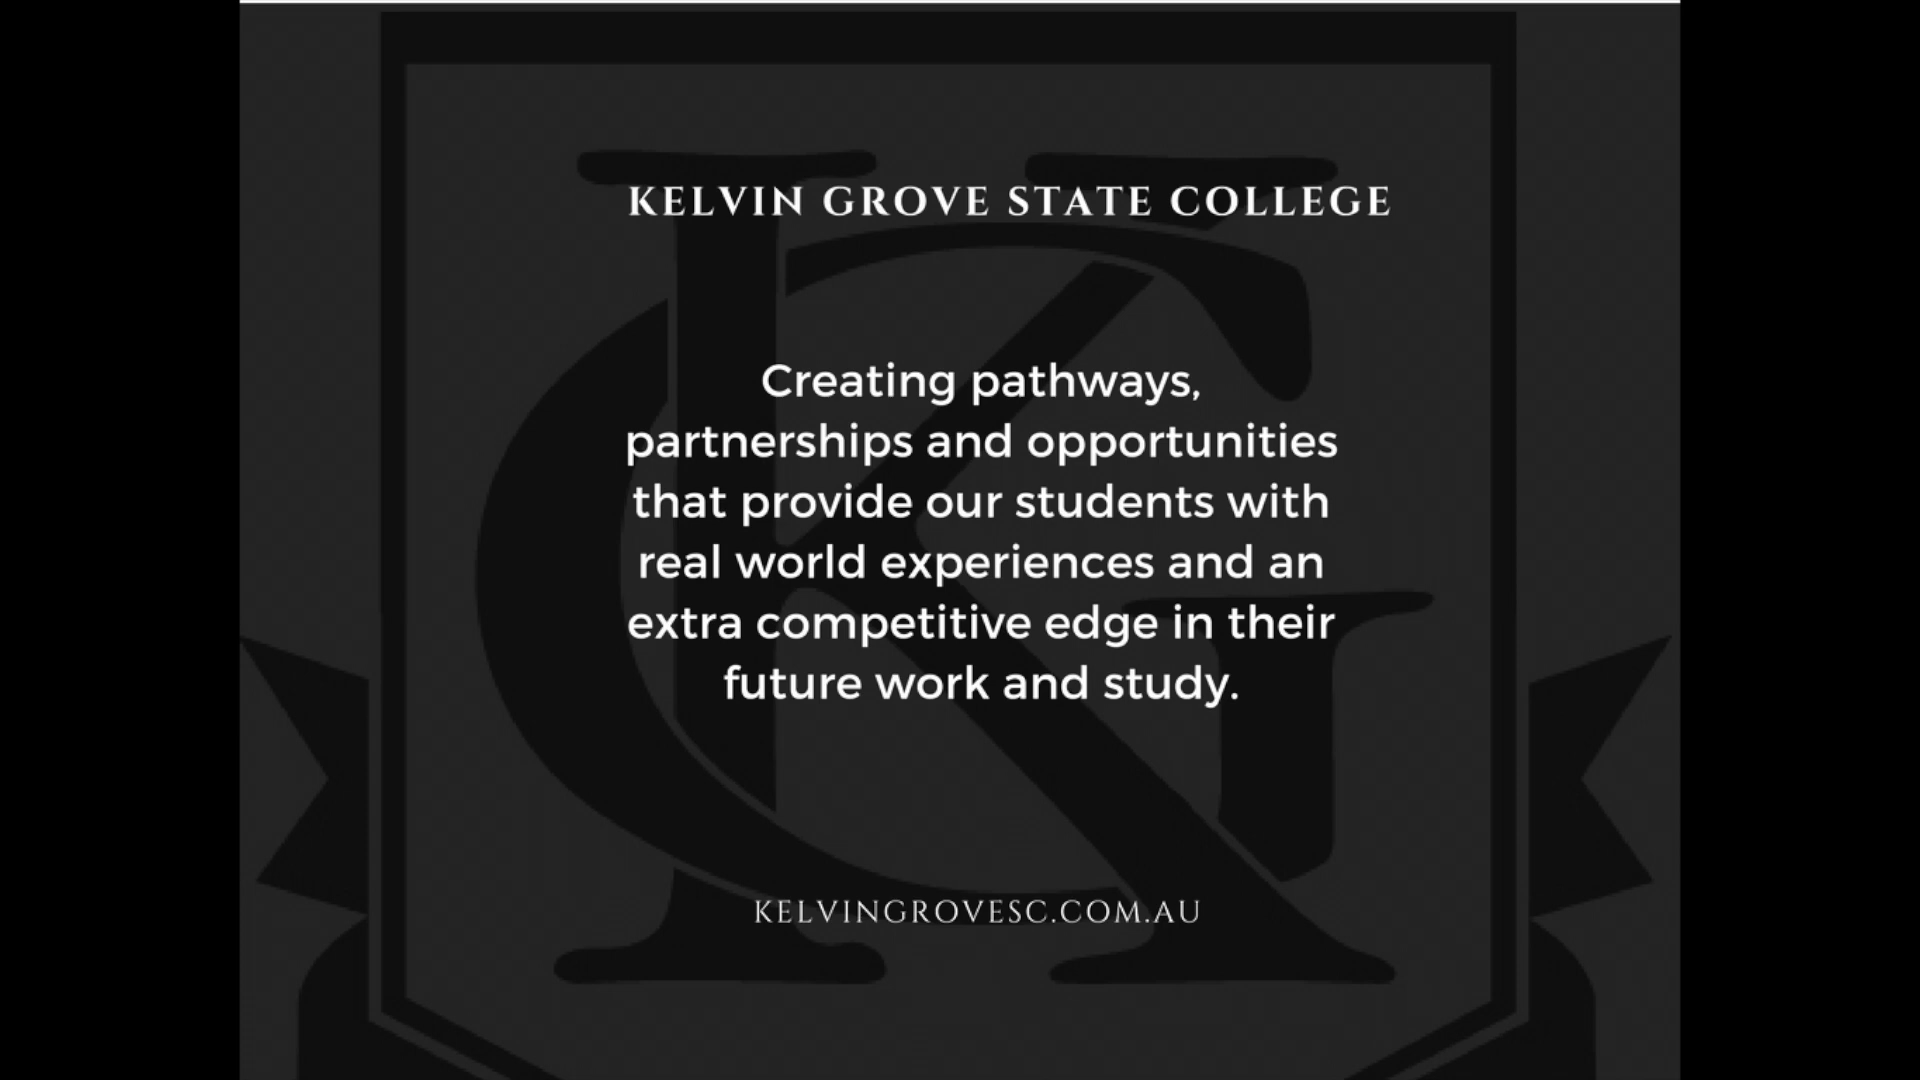 KELVIN GROVE STATE COLLEGE
Creating pathways,
partnerships and opportunities
that provide our students with
real world experiences and an
extra competitive edge in their
future work and study.
KELVINGROVESC.COM.AU